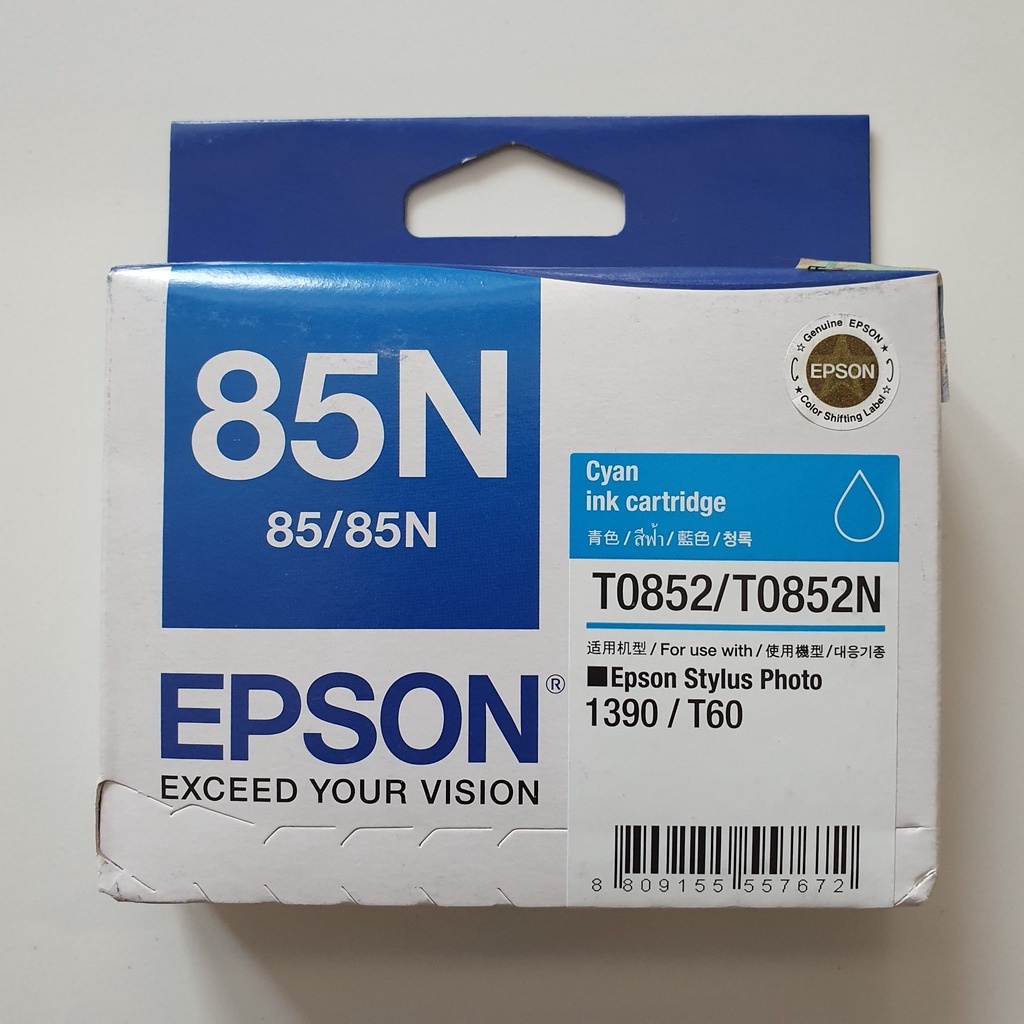 85N
85/85N
Genuine EPSON
EPSON
Color Shifting Label
Cyan
ink cartridge
青色 / สีฟ้า / 藍色 / 청록
T0852/T0852N
适用机型 / For use with / 使用機型 / 대응기종
■Epson Stylus Photo
1390 / T60
EPSON®
EXCEED YOUR VISION
8 809155 557672